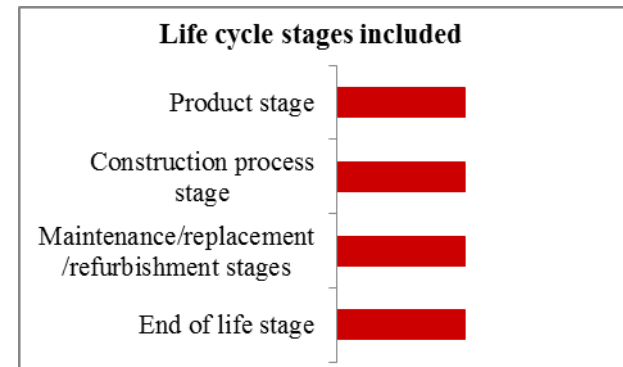 Life cycle stages included
Product stage
Construction process
stage
Maintenance/replacement
/refurbishment stages
End of life stage